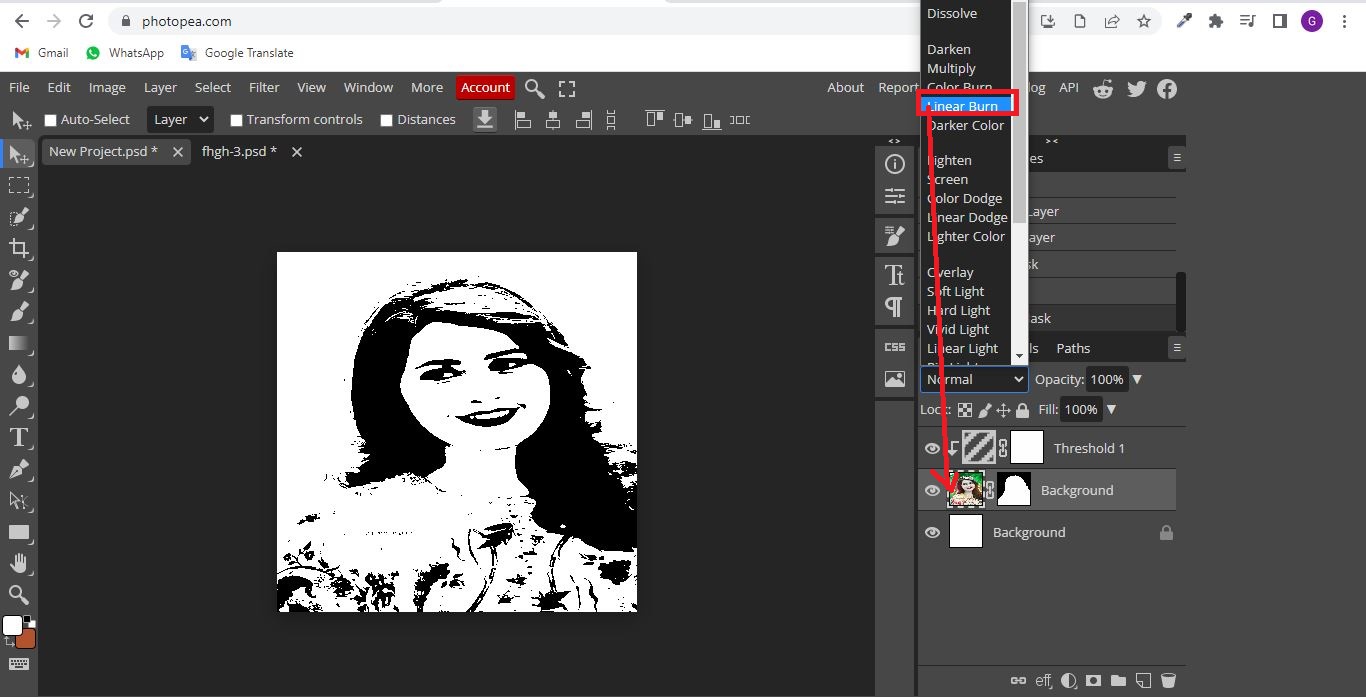 photopea.com
Dissolve
G
Gmail
WhatsApp
Google Translate
Darken
Multiply
Color Burn
Linear Burn
Darker Color
Lighten
Screen
Color Dodge
Linear Dodge
Lighter Color
Overlay
Soft Light
Hard Light
Vivid Light
Linear Light
File Edit Image Layer Select Filter View Window More Account
About Report log API
Auto-Select Layer Transform controls Distances
New Project.psd * fhgh-3.psd *
es
Layer
ayer
sk
ask
CSS
ls Paths
Normal Opacity: 100%
Lock: Fill: 100%
Threshold 1
Background
Background
eff